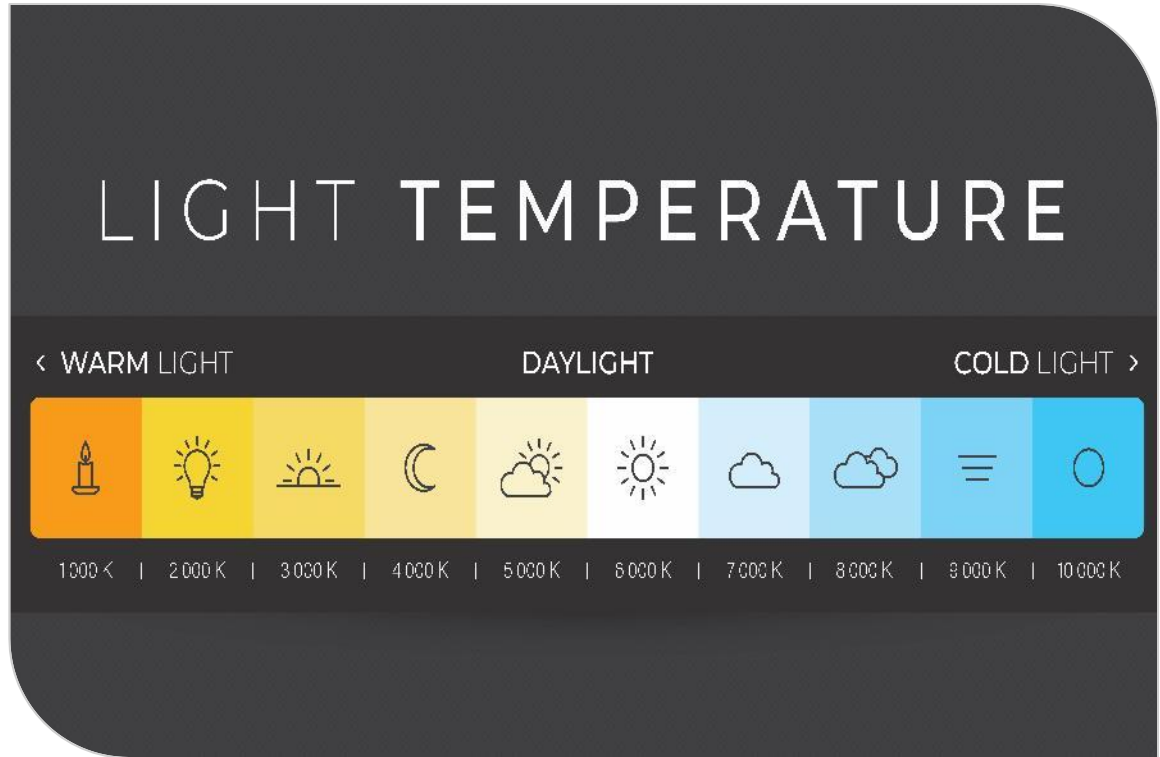 LIGHT TEMPERATURE
< WARM LIGHT DAYLIGHT COLD LIGHT >
1000 K | 2000 K | 3000 K | 4000 K | 5000 K | 6000 K | 7000 K | 8000 K | 9000 K | 10000 K